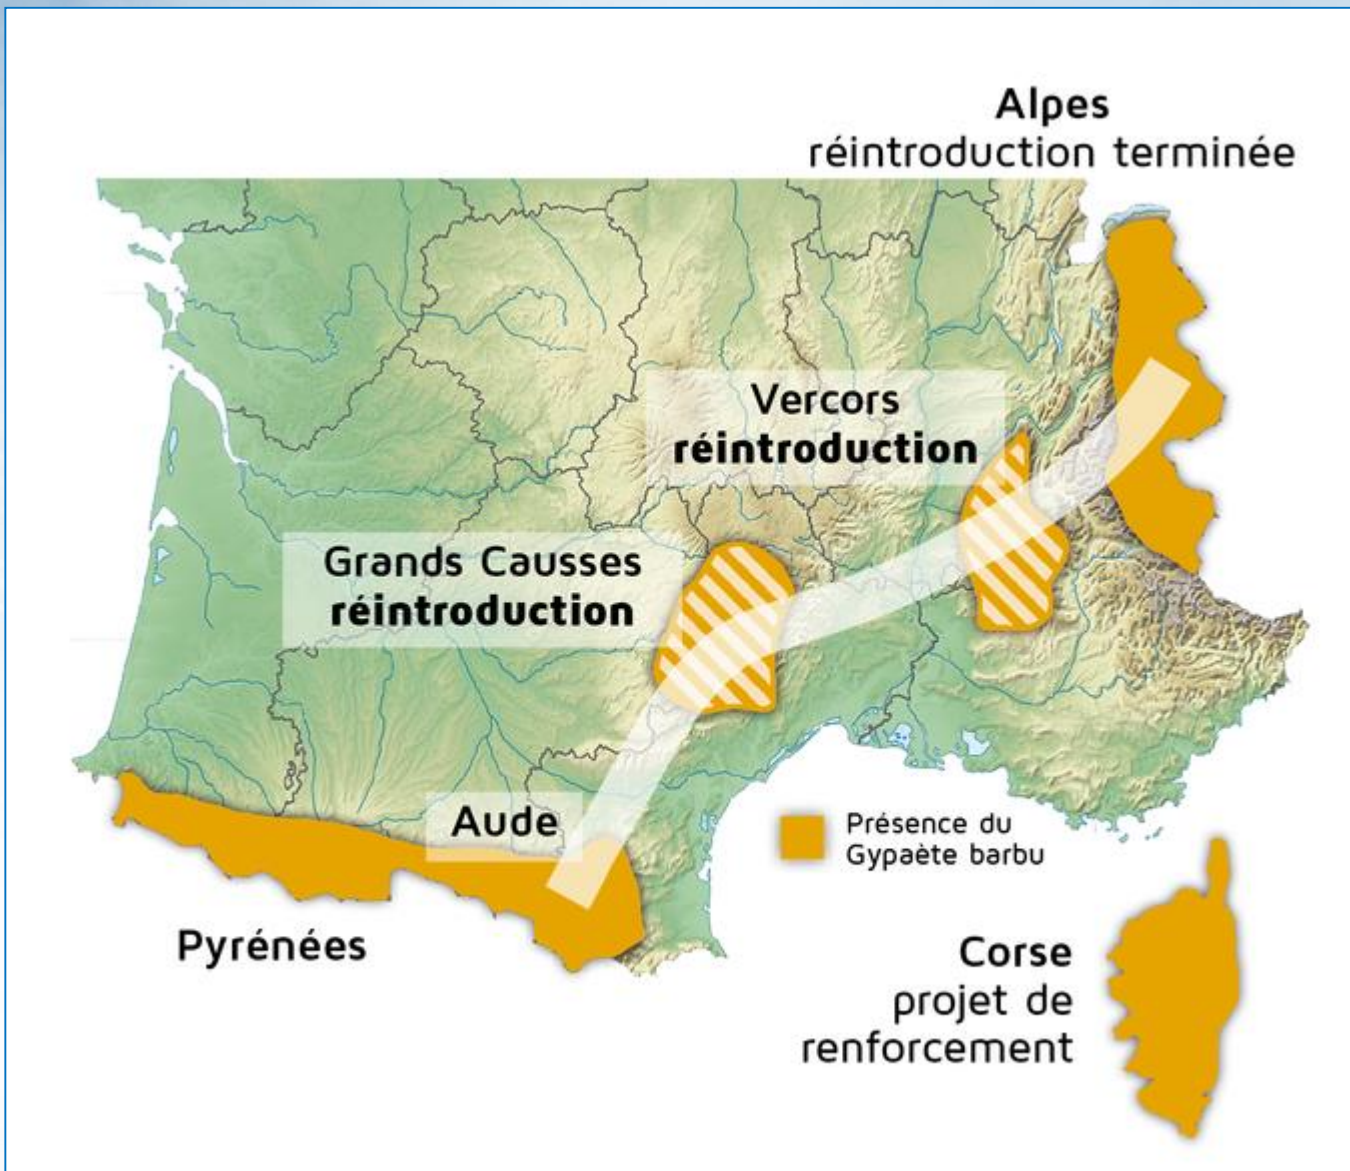 Alpes
réintroduction terminée
Vercors
réintroduction
Grands Causses
réintroduction
Aude
Présence du
Gypaète barbu
Pyrénées
Corse
projet de
renforcement